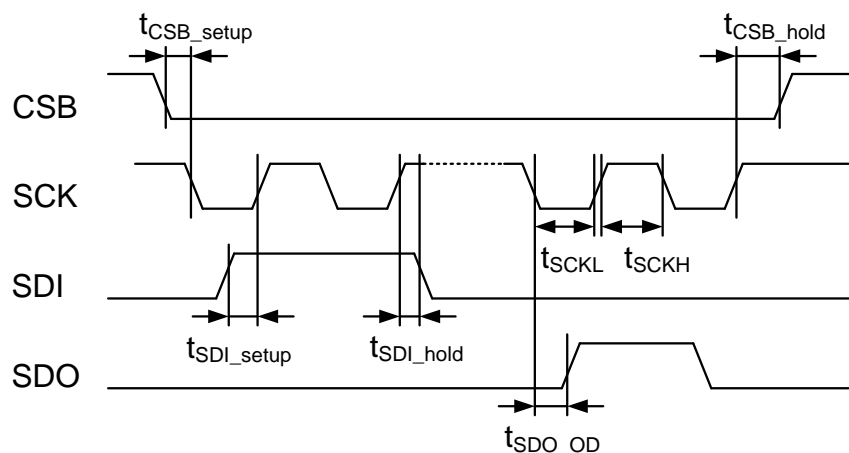 tCSB_setup
tCSB_hold
CSB
SCK
tSCKL
tSCKH
SDI
tSDI_setup
tSDI_hold
SDO
tSDO_OD